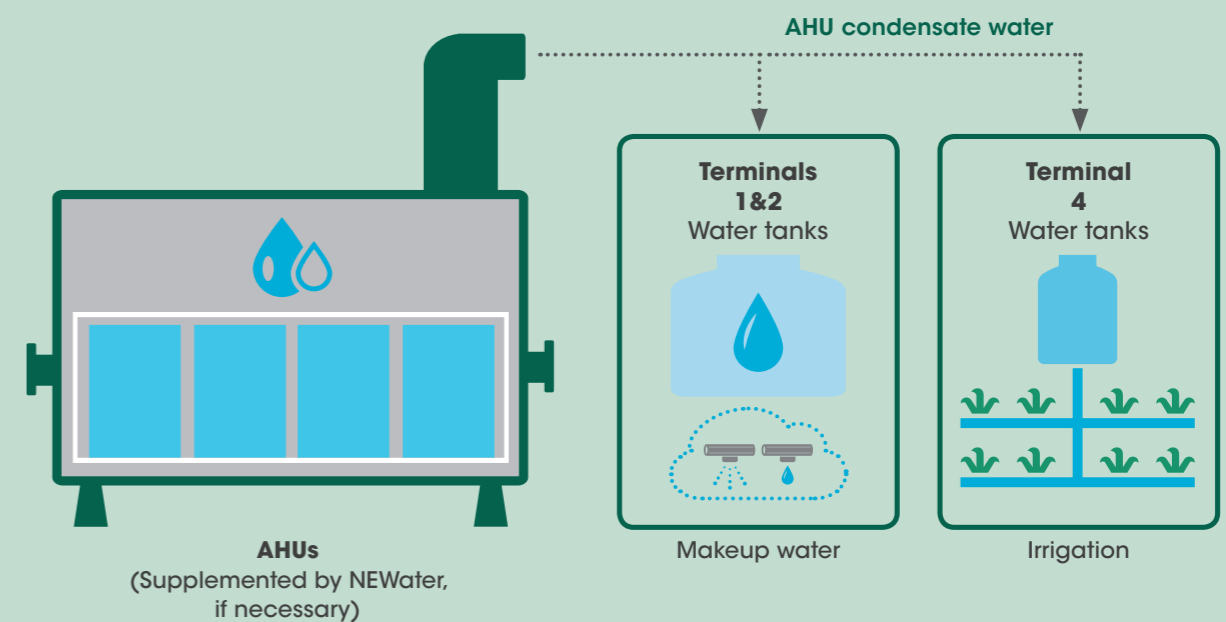 AHU condensate water
Terminals
1&2
Water tanks
Terminal
4
Water tanks
AHUs
(Supplemented by NEWater,
if necessary)
Makeup water
Irrigation